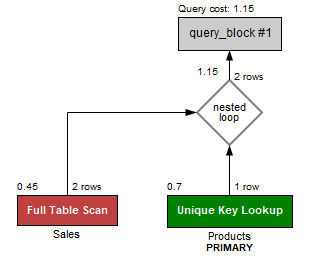 Query cost: 1.15
query_block #1
1.15
2 rows
nested
loop
0.45
2 rows
0.7
1 row
Full Table Scan
Unique Key Lookup
Sales
Products
PRIMARY